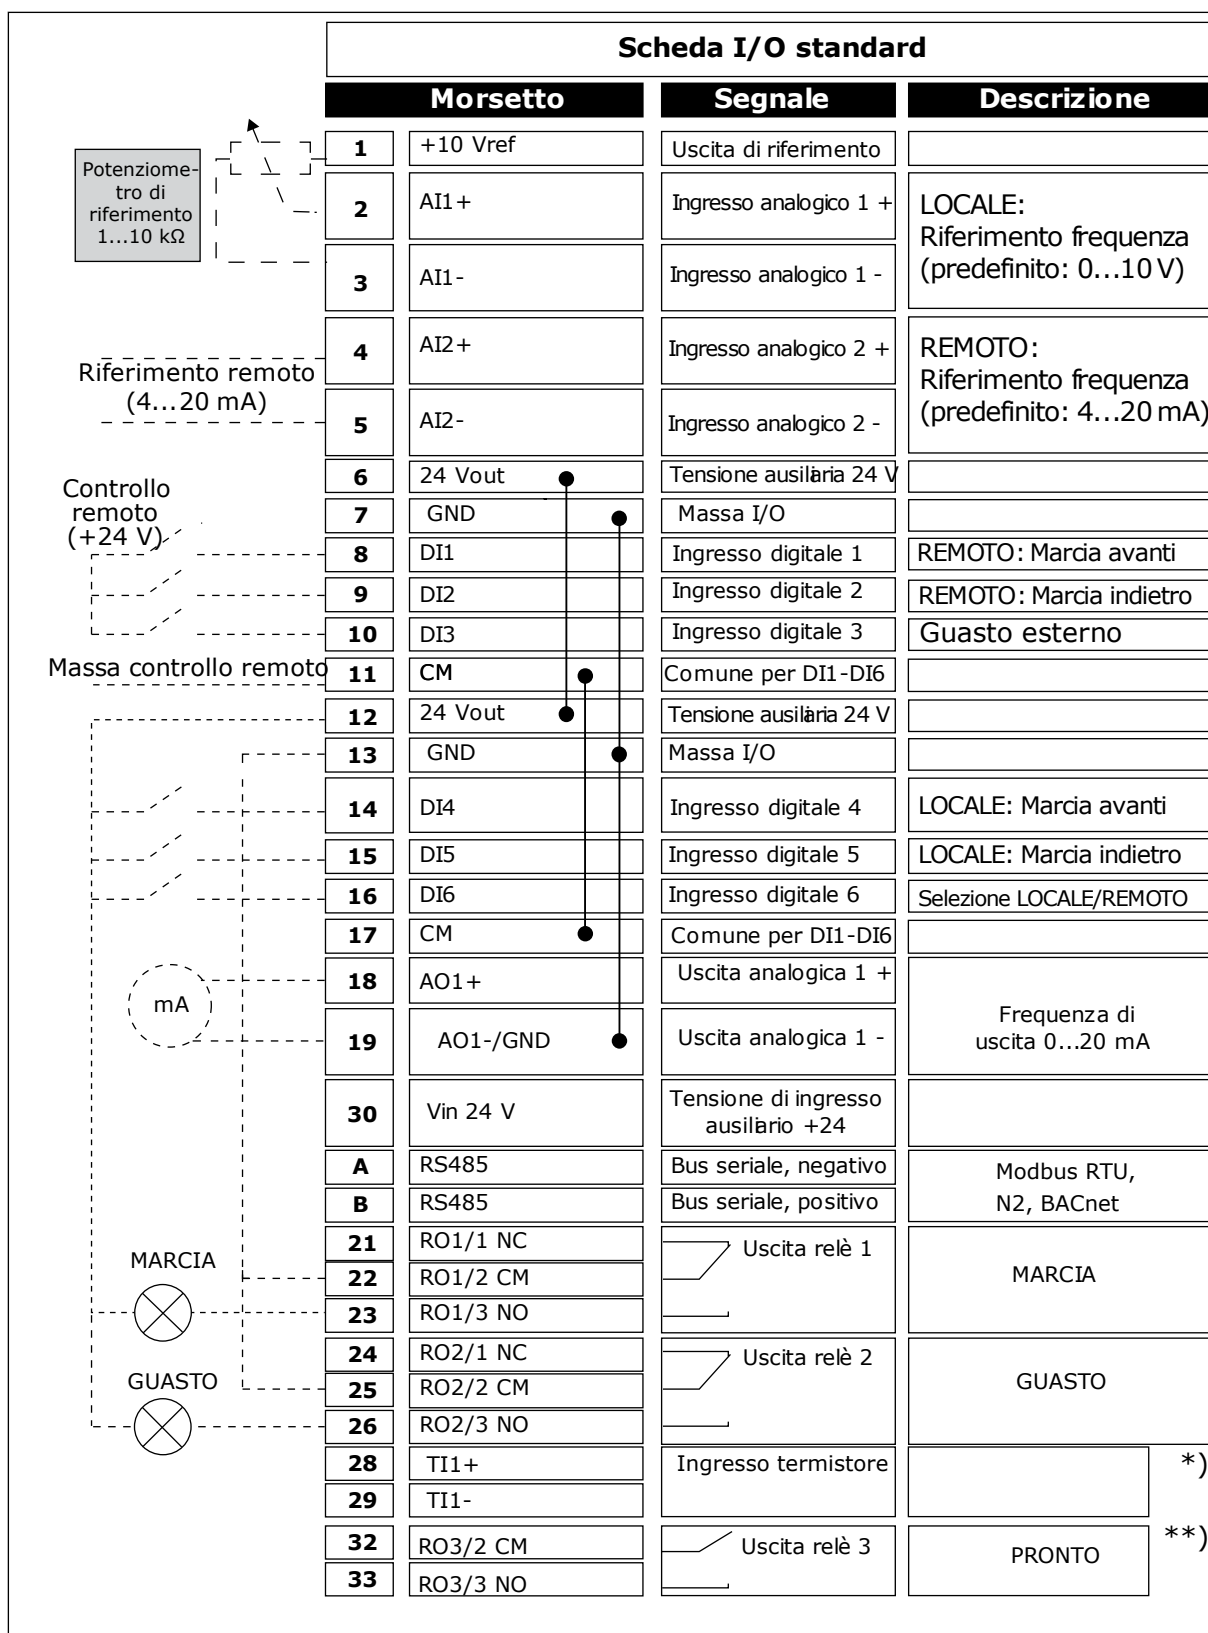 Scheda I/O standard
Morsetto Segnale Descrizione
Potenziome-
tro di
riferimento
1...10 kΩ
1 +10 Vref Uscita di riferimento
2 AI1+ Ingresso analogico 1 +
3 AI1- Ingresso analogico 1 -
LOCALE:
Riferimento frequenza
(predefinito: 0...10 V)
Riferimento remoto
(4...20 mA)
4 AI2+ Ingresso analogico 2 +
5 AI2- Ingresso analogico 2 -
REMOTO:
Riferimento frequenza
(predefinito: 4...20 mA)
6 24 Vout Tensione ausiliaria 24 V
Controllo
remoto
(+24 V)
7 GND Massa I/O
8 DI1 Ingresso digitale 1 REMOTO: Marcia avanti
9 DI2 Ingresso digitale 2 REMOTO: Marcia indietro
10 DI3 Ingresso digitale 3 Guasto esterno
Massa controllo remoto 11 CM Comune per DI1-DI6
12 24 Vout Tensione ausiliaria 24 V
13 GND Massa I/O
14 DI4 Ingresso digitale 4 LOCALE: Marcia avanti
15 DI5 Ingresso digitale 5 LOCALE: Marcia indietro
16 DI6 Ingresso digitale 6 Selezione LOCALE/REMOTO
17 CM Comune per DI1-DI6
mA
18 AO1+ Uscita analogica 1 +
19 AO1-/GND Uscita analogica 1 -
Frequenza di
uscita 0...20 mA
30 Vin 24 V Tensione di ingresso
ausiliario +24
A RS485 Bus seriale, negativo
B RS485 Bus seriale, positivo
Modbus RTU,
N2, BACnet
21 RO1/1 NC Uscita relè 1
MARCIA
22 RO1/2 CM MARCIA
23 RO1/3 NO
24 RO2/1 NC Uscita relè 2
GUASTO
25 RO2/2 CM GUASTO
26 RO2/3 NO
28 TI1+ Ingresso termistore *)
29 TI1-
32 RO3/2 CM Uscita relè 3 PRONTO **)
33 RO3/3 NO